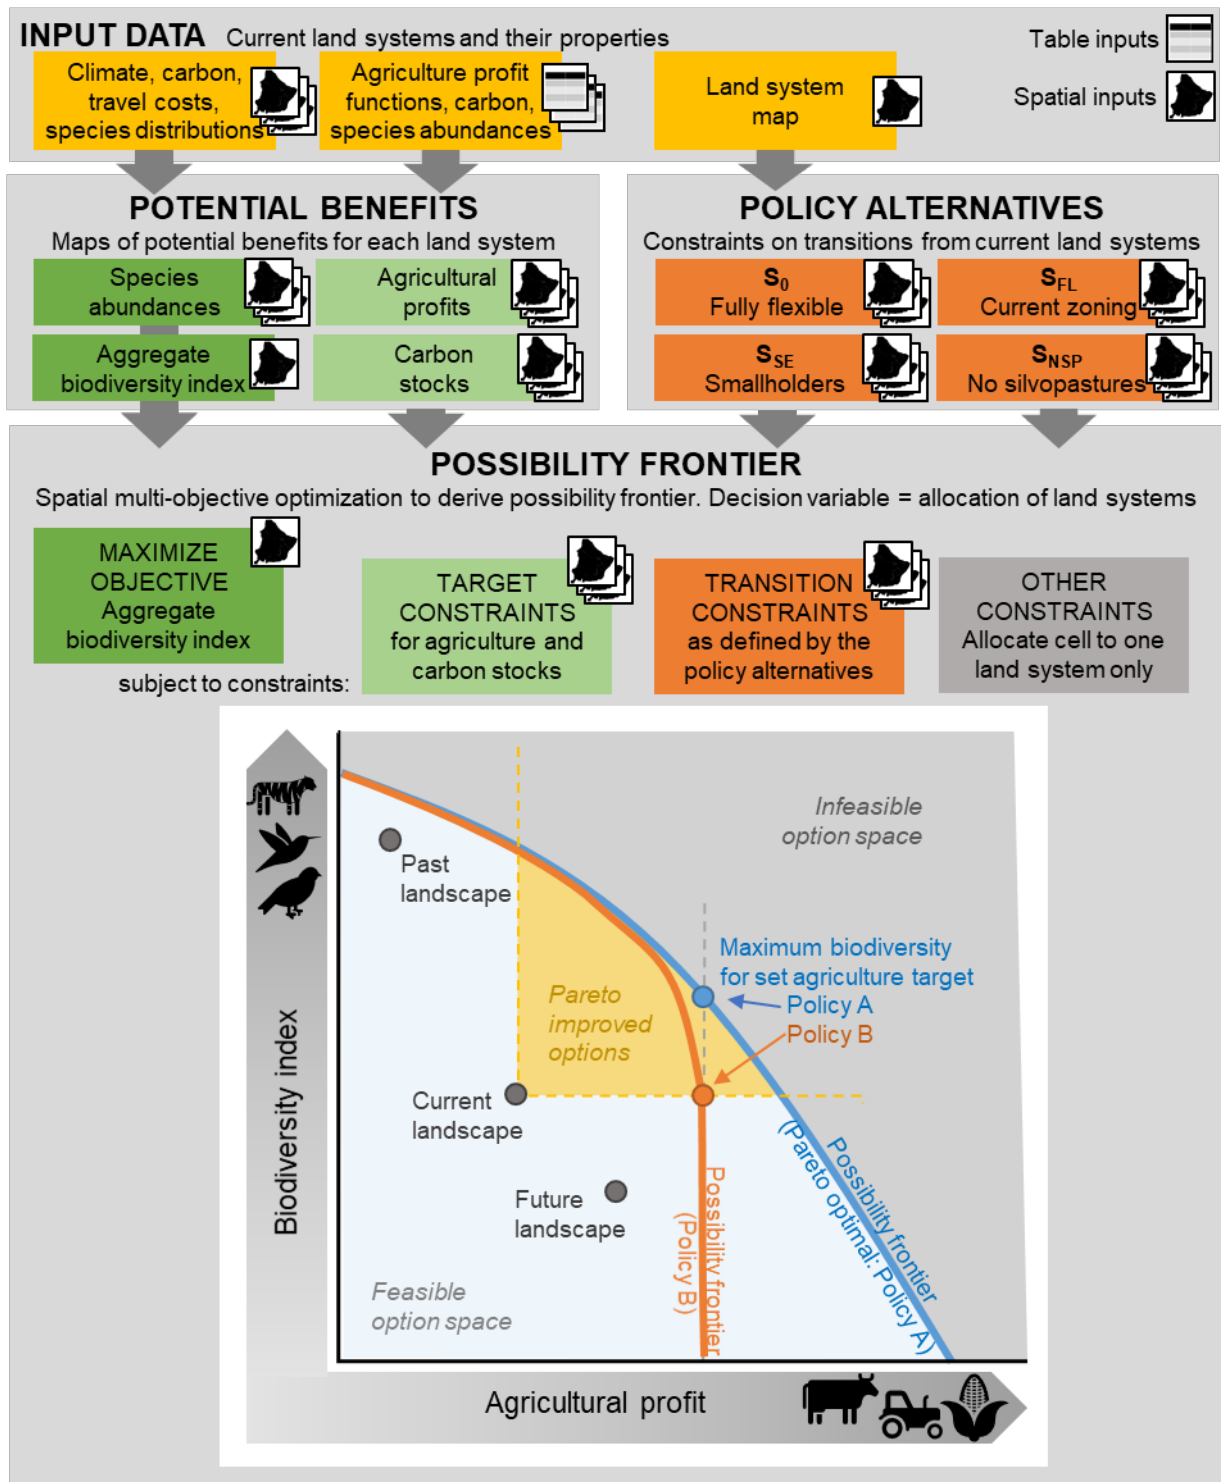 INPUT DATA Current land systems and their properties
Table inputs
Spatial inputs
Climate, carbon,
travel costs,
species distributions
Agriculture profit
functions, carbon,
species abundances
Land system
map
POTENTIAL BENEFITS
Maps of potential benefits for each land system
Species
abundances
Agricultural
profits
Aggregate
biodiversity index
Carbon
stocks
POLICY ALTERNATIVES
Constraints on transitions from current land systems
S0
Fully flexible
SFL
Current zoning
SSE
Smallholders
SNSP
No silvopastures
POSSIBILITY FRONTIER
Spatial multi-objective optimization to derive possibility frontier. Decision variable = allocation of land systems
MAXIMIZE
OBJECTIVE
Aggregate
biodiversity index
subject to constraints:
TARGET
CONSTRAINTS
for agriculture and
carbon stocks
TRANSITION
CONSTRAINTS
as defined by the
policy alternatives
OTHER
CONSTRAINTS
Allocate cell to one
land system only
Biodiversity index
Infeasible
option space
Past
landscape
Maximum biodiversity
for set agriculture target
Policy A
Policy B
Pareto
improved
options
Current
landscape
Future
landscape
Possibility frontier
(Policy B)
Possibility frontier
(Pareto optimal: Policy A)
Feasible
option space
Agricultural profit